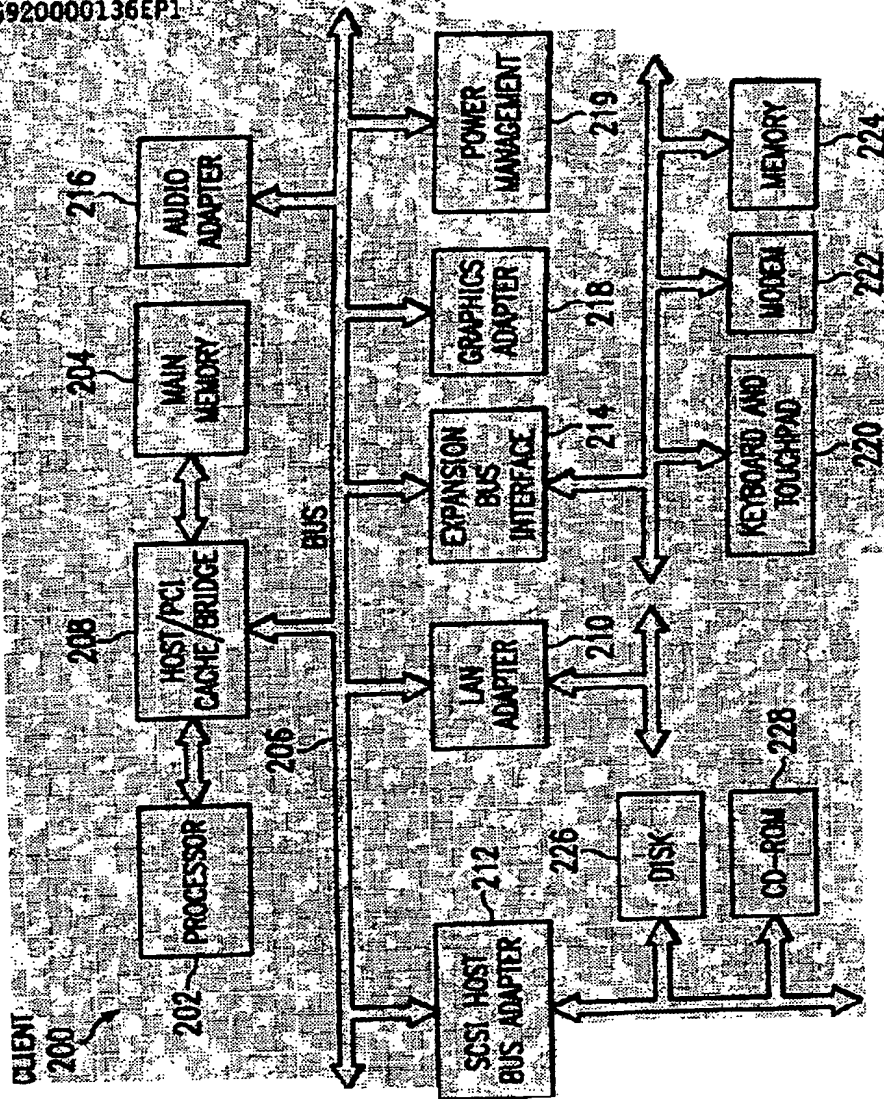 G920000136EP1
CLIENT
200
PROCESSOR
202
HOST/PCI
CACHE/BRIDGE
208
MAIN
MEMORY
204
AUDIO
ADAPTER
216
206
BUS
SCSI HOST
BUS ADAPTER
212
LAN
ADAPTER
210
EXPANSION
BUS
INTERFACE
214
GRAPHICS
ADAPTER
218
POWER
MANAGEMENT
219
DISK
226
CD-ROM
228
KEYBOARD AND
TOUCHPAD
220
MODEM
222
MEMORY
224